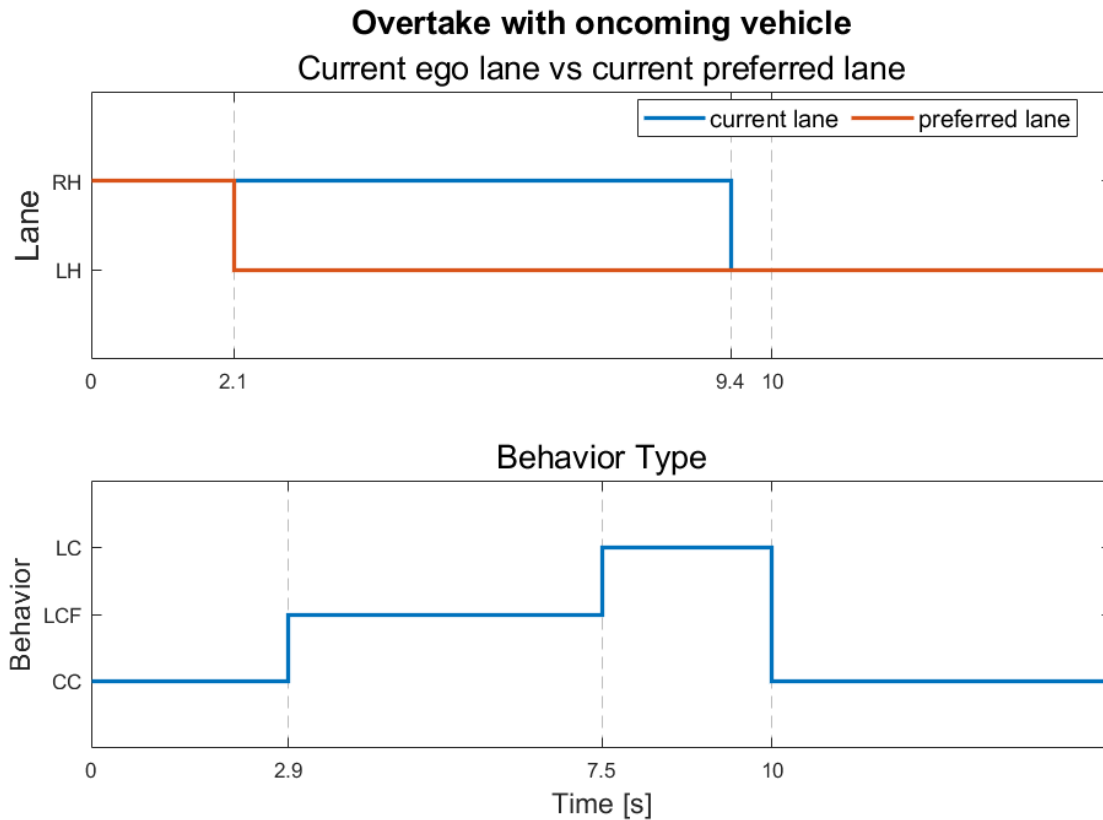 Overtake with oncoming vehicle
Current ego lane vs current preferred lane
current lane preferred lane
RH
Lane
LH
0 2.1 9.4 10
Behavior Type
LC
LCF
Behavior
CC
0 2.9 7.5 10
Time [s]